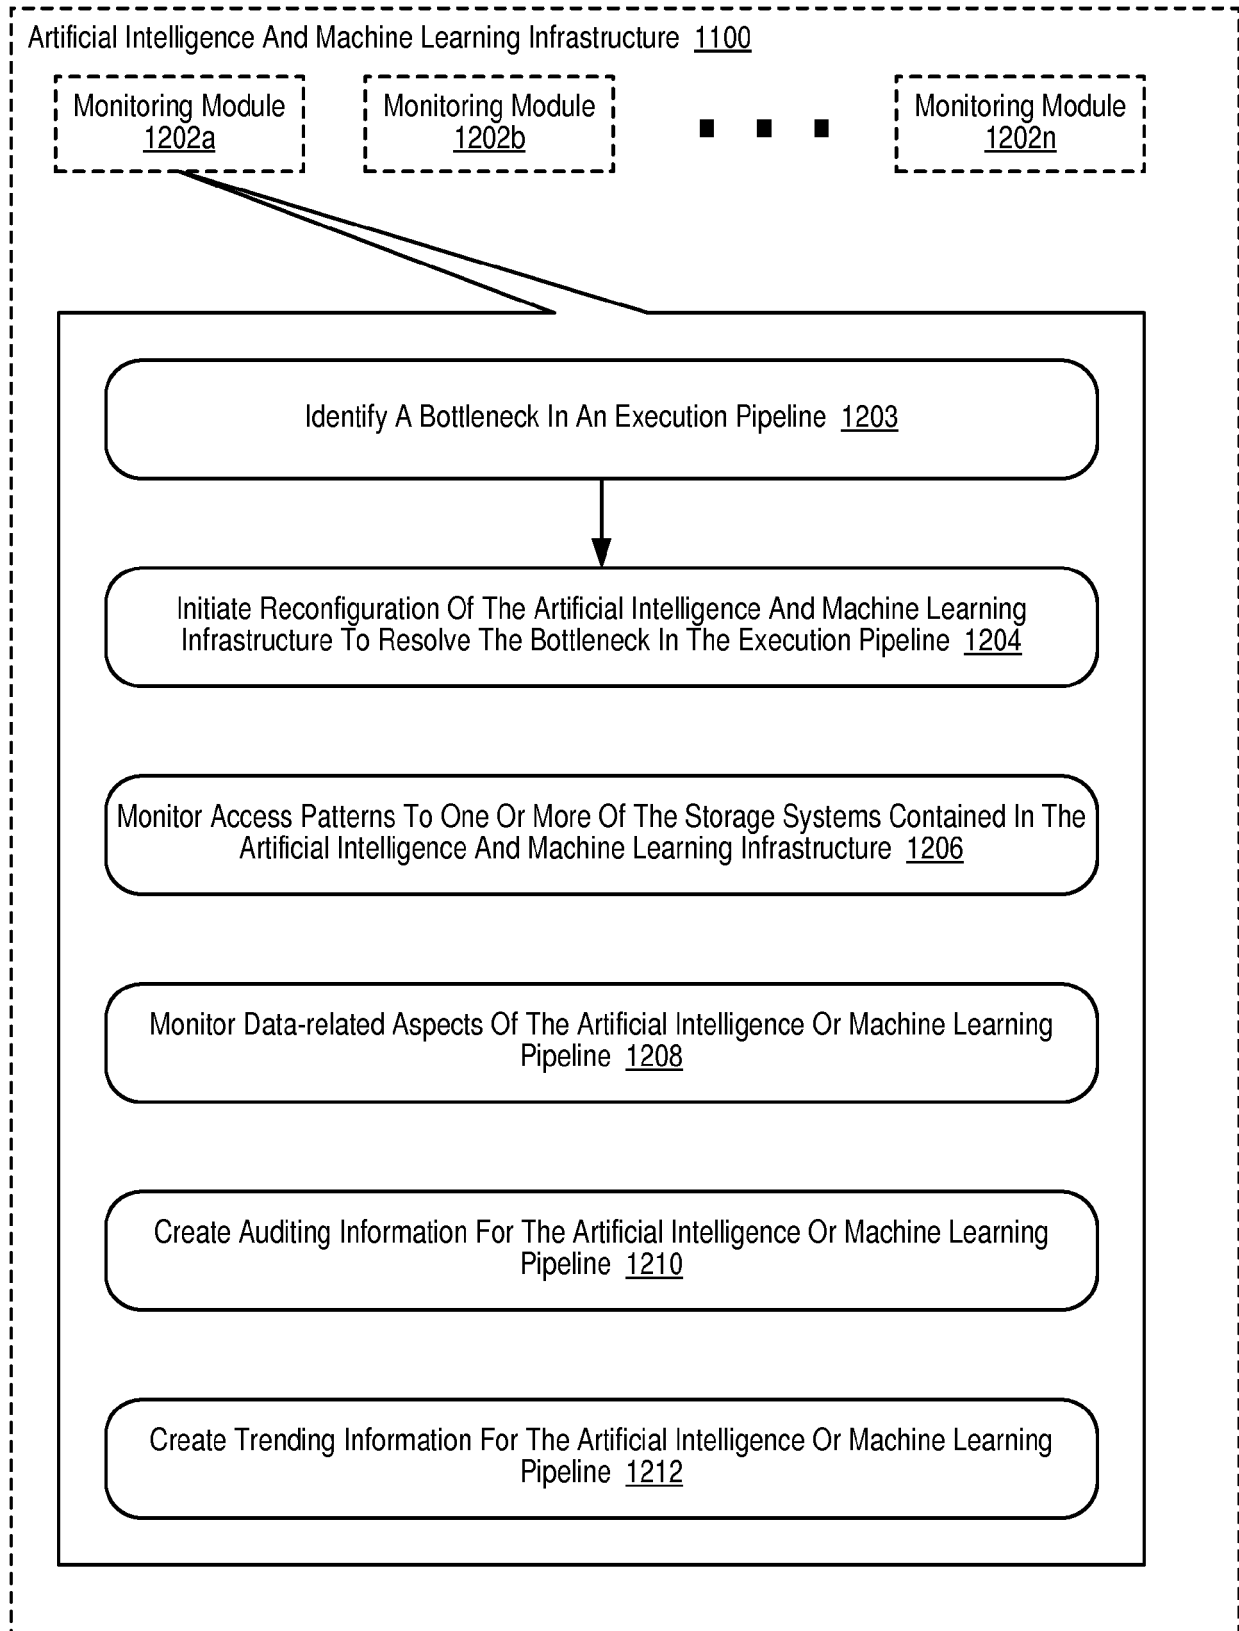 Artificial Intelligence And Machine Learning Infrastructure 1100
Monitoring Module
1202a
Monitoring Module
1202b
Monitoring Module
1202n
Identify A Bottleneck In An Execution Pipeline 1203
Initiate Reconfiguration Of The Artificial Intelligence And Machine Learning
Infrastructure To Resolve The Bottleneck In The Execution Pipeline 1204
Monitor Access Patterns To One Or More Of The Storage Systems Contained In The
Artificial Intelligence And Machine Learning Infrastructure 1206
Monitor Data-related Aspects Of The Artificial Intelligence Or Machine Learning
Pipeline 1208
Create Auditing Information For The Artificial Intelligence Or Machine Learning
Pipeline 1210
Create Trending Information For The Artificial Intelligence Or Machine Learning
Pipeline 1212